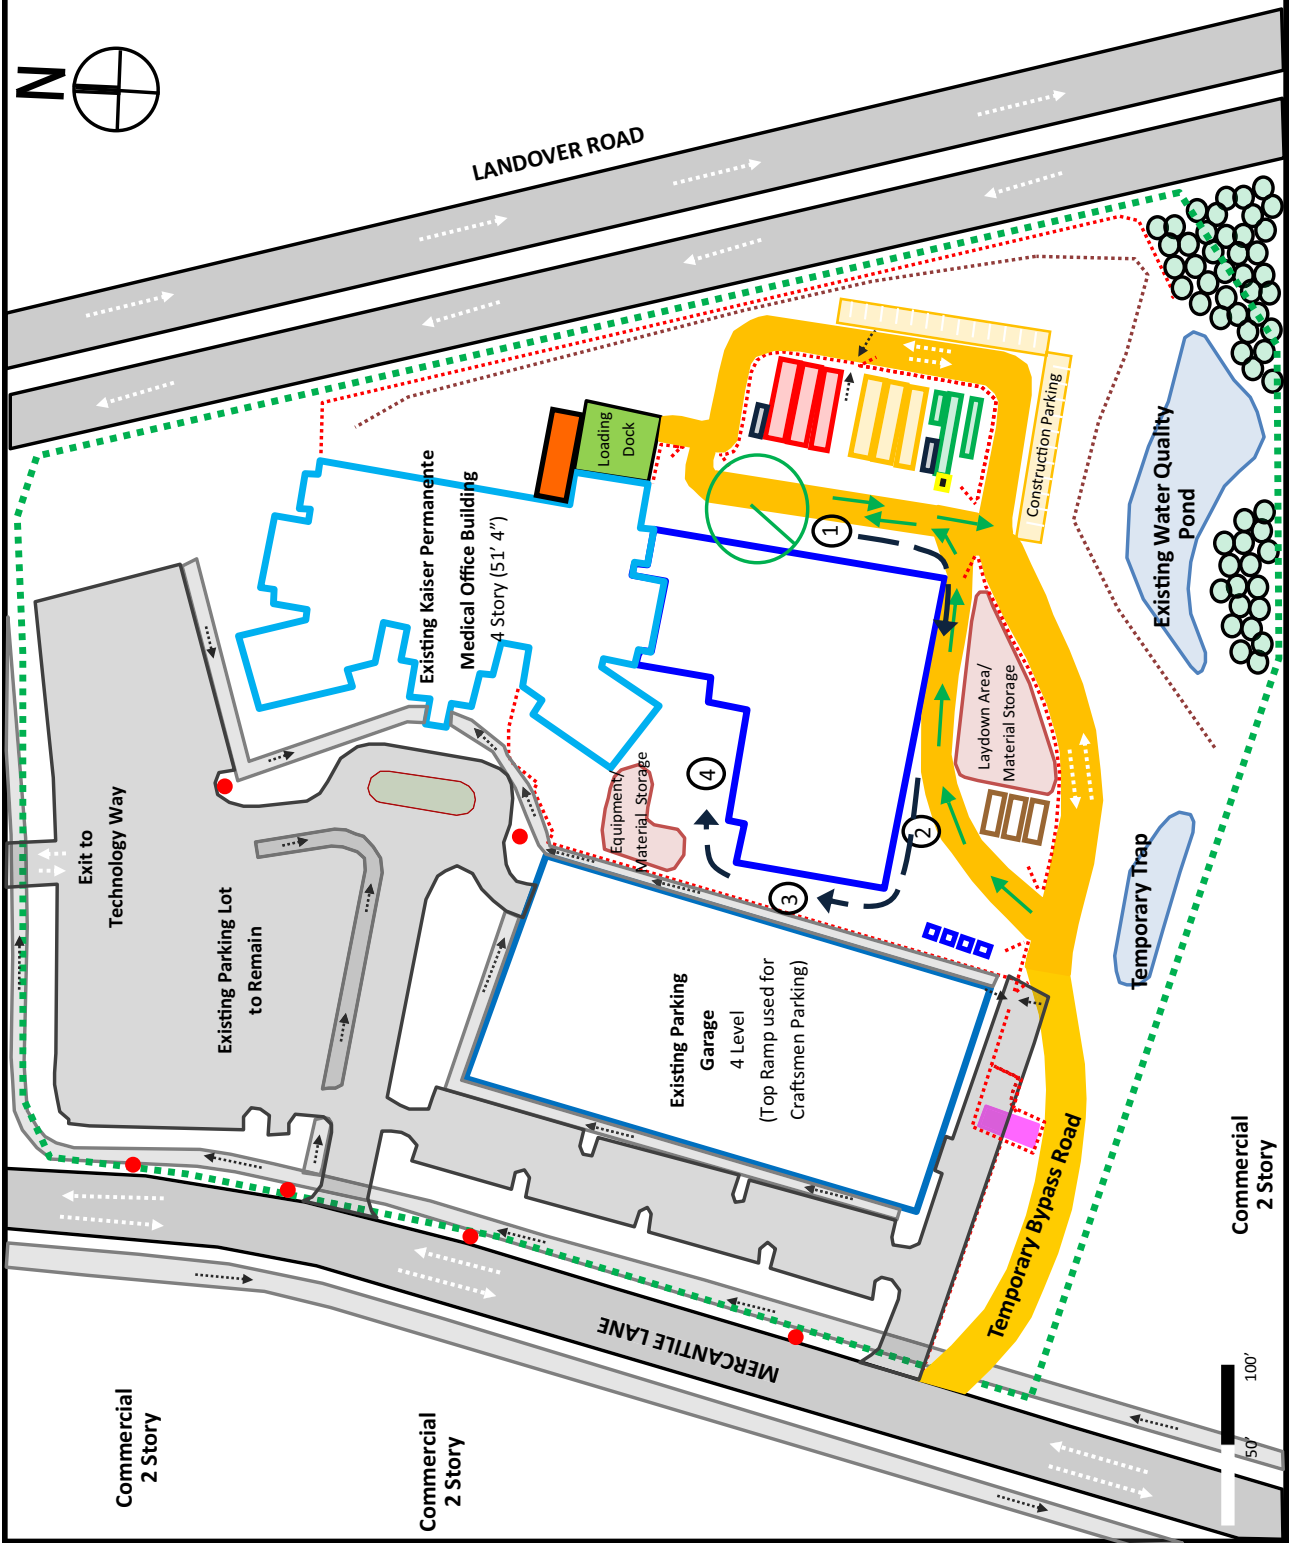 N
LANDOVER ROAD
Existing Kaiser Permanente
Medical Office Building
4 Story (51' 4”)
Loading
Dock
Construction Parking
Existing Water Quality
Pond
Exit to
Technology Way
Existing Parking Lot
to Remain
Equipment/
Material Storage
Laydown Area/
Material Storage
1
2
3
4
Temporary Trap
Existing Parking
Garage
4 Level
(Top Ramp used for
Craftsmen Parking)
Temporary Bypass Road
MERCANTILE LANE
Commercial
2 Story
Commercial
2 Story
Commercial
2 Story
50'
100'